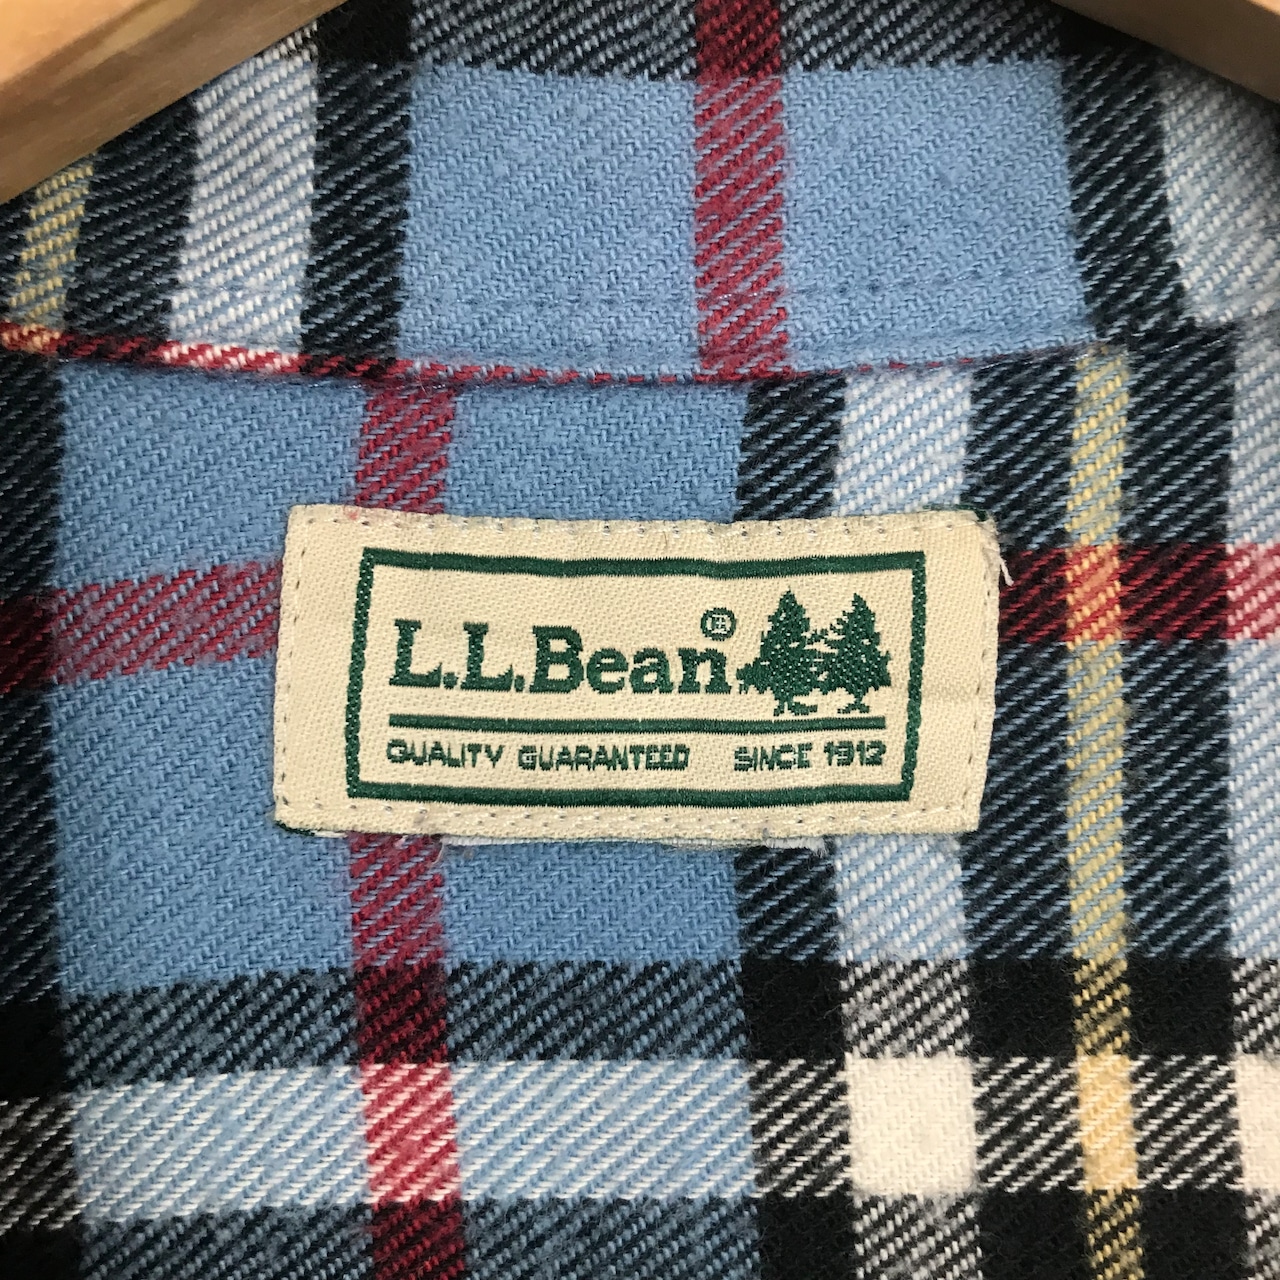 L.L.Bean®
QUALITY GUARANTEED SINCE 1912